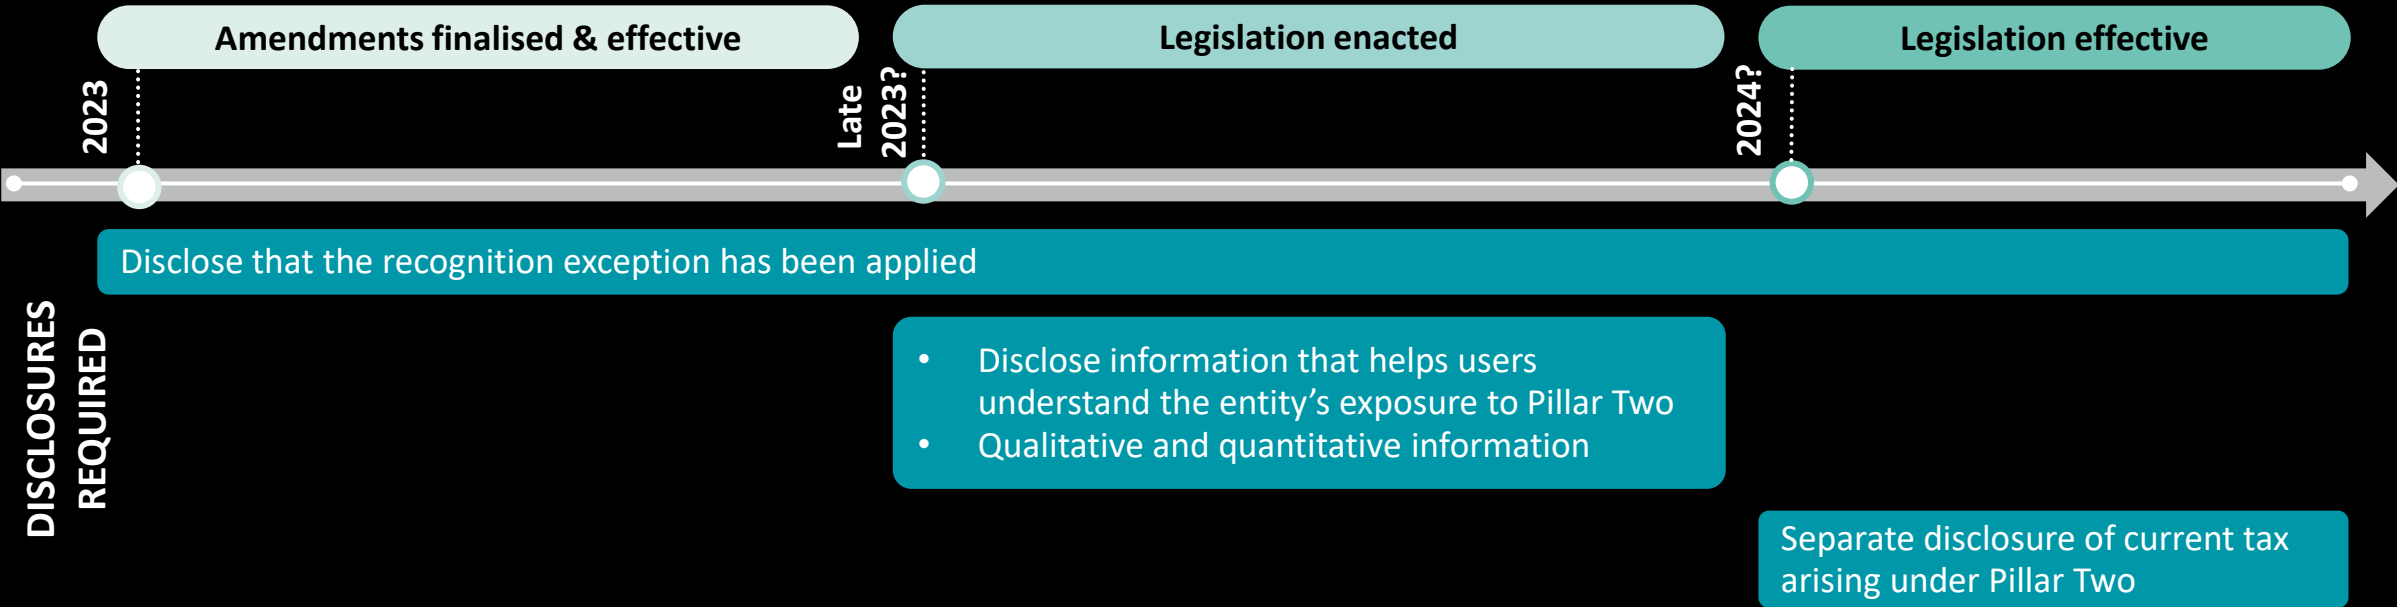 Amendments finalised & effective
Legislation enacted
Legislation effective
2023
Late
2023?
2024?
Disclose that the recognition exception has been applied
DISCLOSURES
REQUIRED
• Disclose information that helps users
understand the entity’s exposure to Pillar Two
• Qualitative and quantitative information
Separate disclosure of current tax
arising under Pillar Two